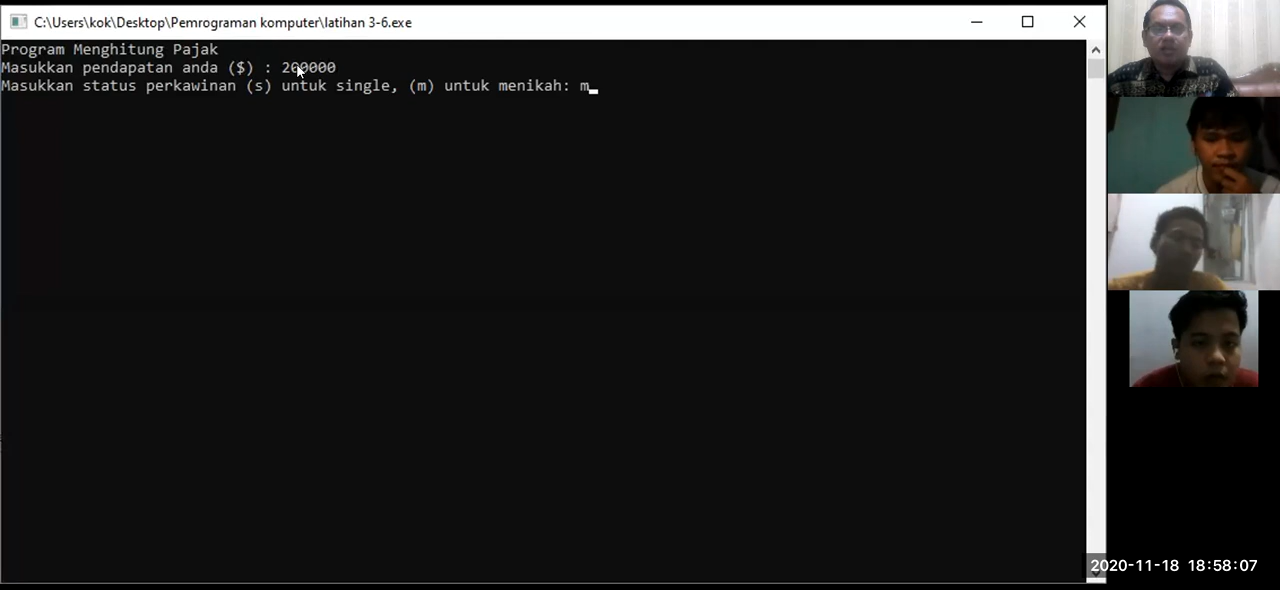 C:\Users\kok\Desktop\Pemrograman komputer\latihan 3-6.exe
Program Menghitung Pajak
Masukkan pendapatan anda ($) : 200000
Masukkan status perkawinan (s) untuk single, (m) untuk menikah: m
2020-11-18 18:58:07